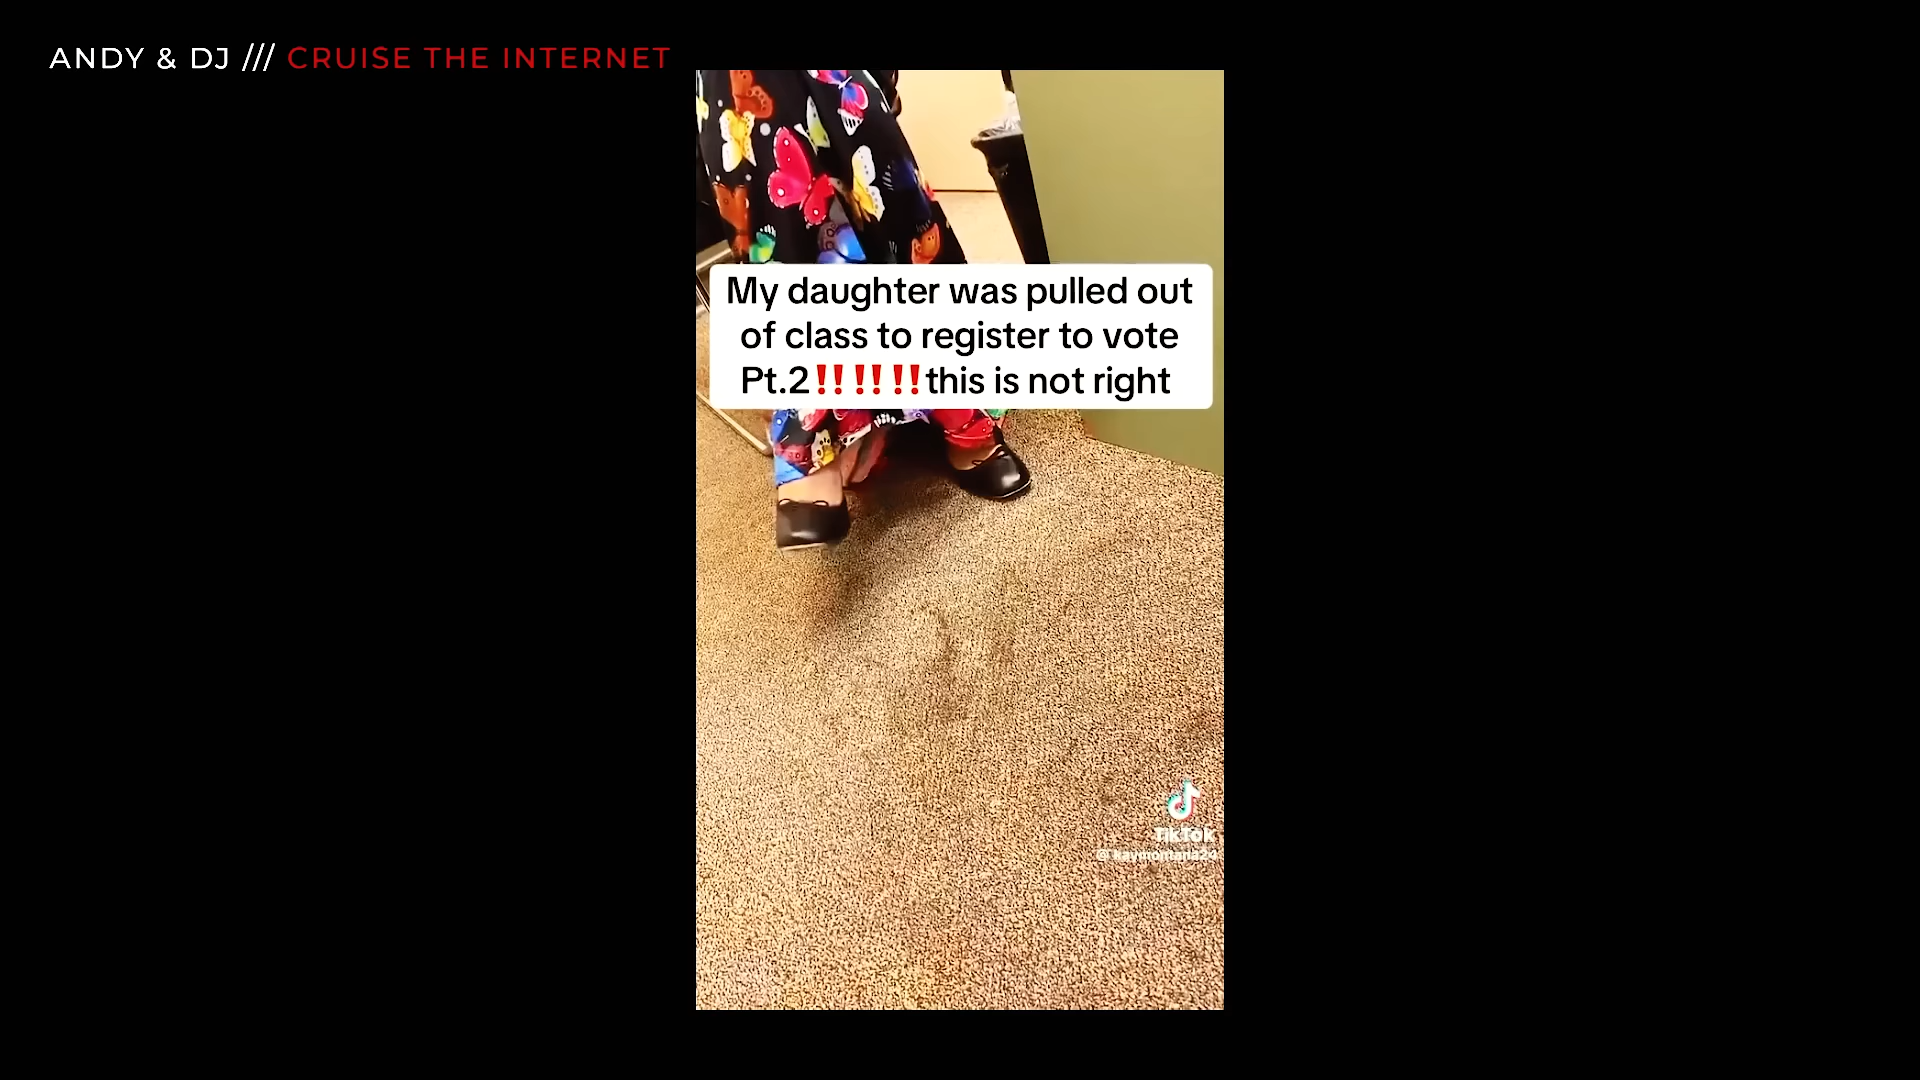 ANDY & DJ /// CRUISE THE INTERNET
My daughter was pulled out
of class to register to vote
Pt.2‼️‼️‼️this is not right
TikTok
@kaymontana24